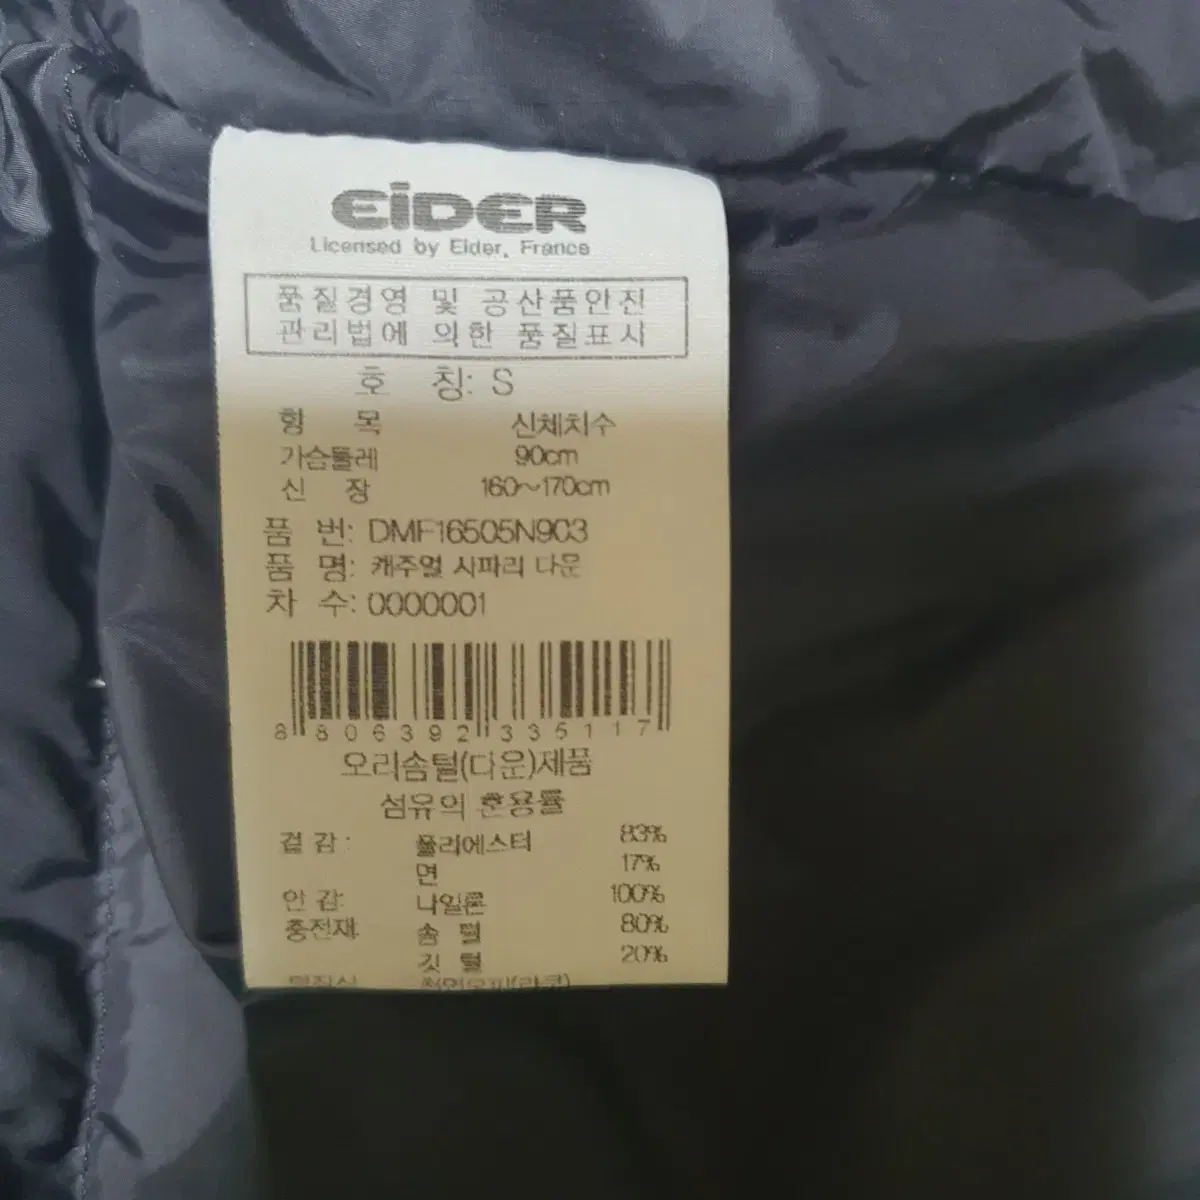 EiDER
Licensed by Eider, France
품질경영 및 공산품안전
관리법에 의한 품질표시
호 칭: S
항 목 신체치수
가슴둘레 90cm
신 장 160~170cm
품 번: DMF16505N903
품 명: 캐주얼 사파리 다운
차 수: 0000001
8 806392 335117
오리솜털(다운)제품
섬유의 혼용률
겉감: 폴리에스터 83%
면 17%
안감: 나일론 100%
충전재: 솜 털 80%
깃 털 20%